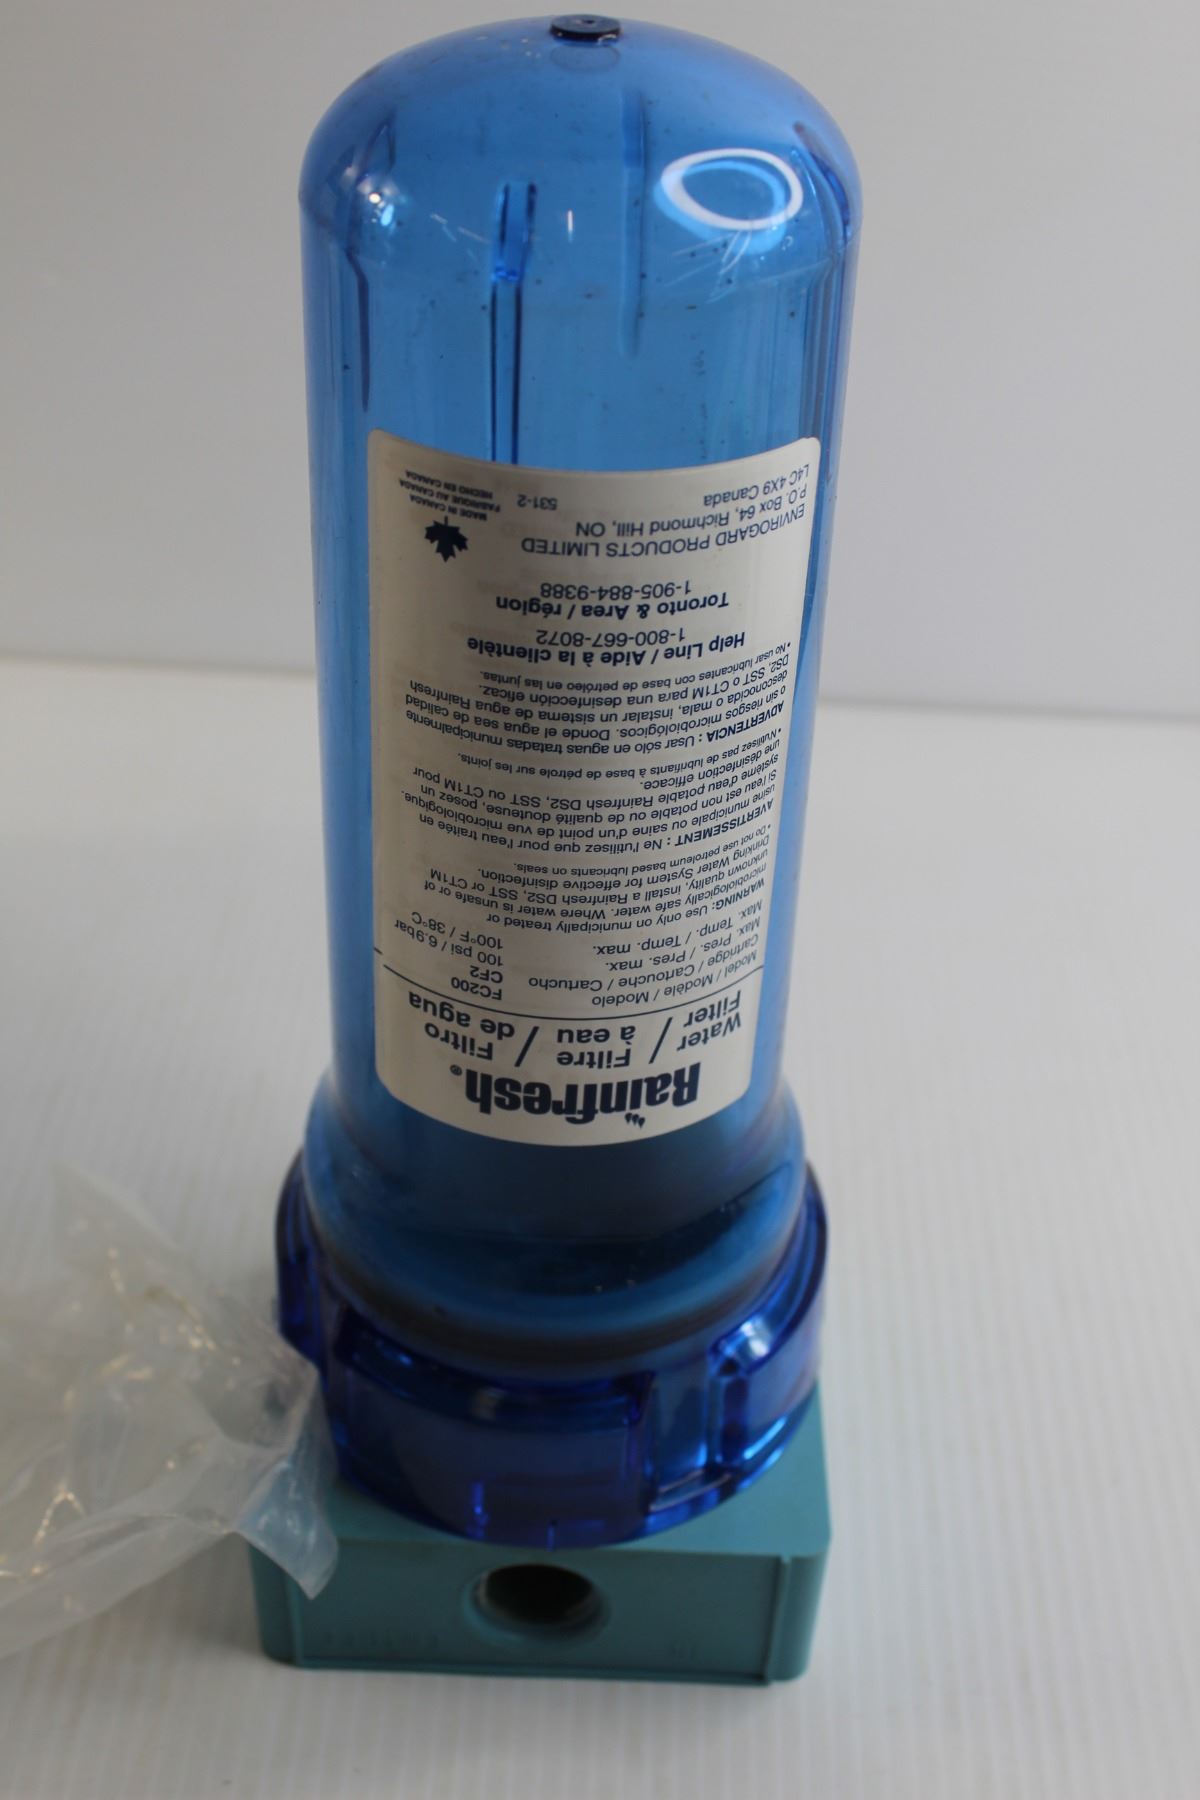 Rainfresh®
Water Filter / Filtre à eau / Filtro de agua
Model / Modèle / Modelo FC200
Cartridge / Cartouche / Cartucho CF2
Max. Pres. / Pres. max. 100 psi / 6.9 bar
Max. Temp. / Temp. max. 100°F / 38°C
WARNING: Use only on municipally treated or
microbiologically safe water. Where water is unsafe or of
unknown quality, install a Rainfresh DS2, SST or CT1M
Drinking Water System for effective disinfection.
• Do not use petroleum based lubricants on seals.
AVERTISSEMENT : Ne l'utilisez que pour l'eau traitée en
usine municipale ou saine d'un point de vue microbiologique.
Si l'eau est non potable ou de qualité douteuse, posez un
système d'eau potable Rainfresh DS2, SST ou CT1M pour
une désinfection efficace.
• N'utilisez pas de lubrifiants à base de pétrole sur les joints.
ADVERTENCIA : Usar sólo en aguas tratadas municipalmente
o sin riesgos microbiológicos. Donde el agua sea de calidad
desconocida o mala, instalar un sistema de agua Rainfresh
DS2, SST o CT1M para una desinfección eficaz.
• No usar lubricantes con base de petróleo en las juntas.
Help Line / Aide à la clientèle
1-800-667-8072
Toronto & Area / région
1-905-884-9388
ENVIROGARD PRODUCTS LIMITED
P.O. Box 64, Richmond Hill, ON
L4C 4X9 Canada
531-2
MADE IN CANADA
FABRIQUE AU CANADA
HECHO EN CANADA
IN